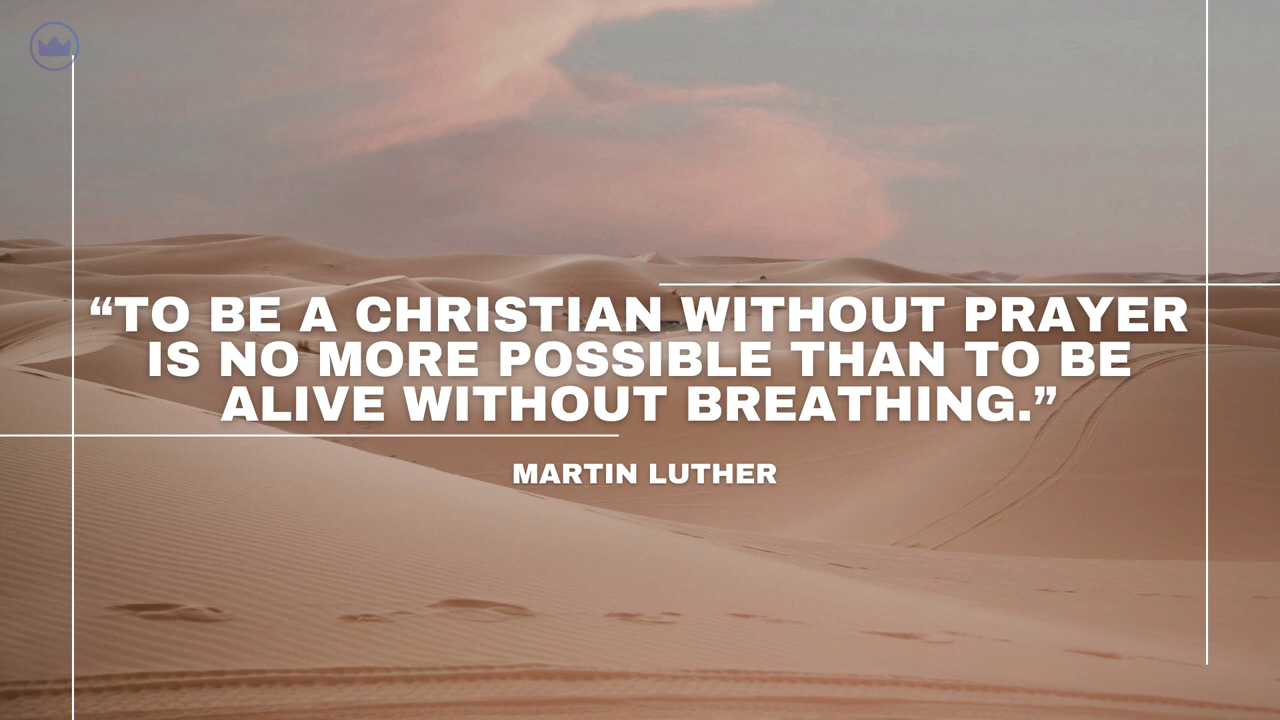 “TO BE A CHRISTIAN WITHOUT PRAYER
IS NO MORE POSSIBLE THAN TO BE
ALIVE WITHOUT BREATHING.”
MARTIN LUTHER